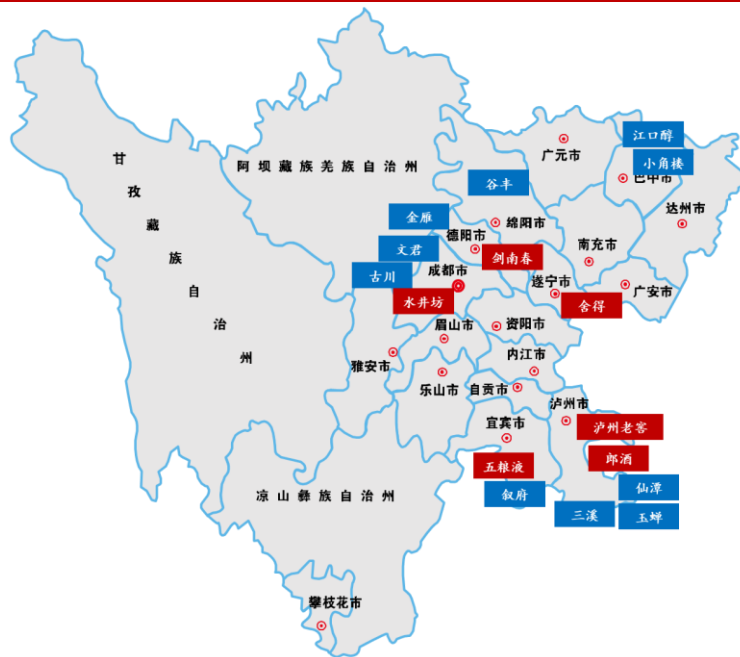 江口醇
广元市
小角楼
甘孜藏族自治州
阿坝藏族羌族自治州
谷丰
巴中市
达州市
金雁
绵阳市
德阳市
南充市
文君
剑南春
古川
成都市
遂宁市
广安市
水井坊
舍得
眉山市
资阳市
内江市
雅安市
乐山市
自贡市
泸州市
宜宾市
泸州老窖
郎酒
五粮液
叙府
仙潭
凉山彝族自治州
三溪
玉蝉
攀枝花市